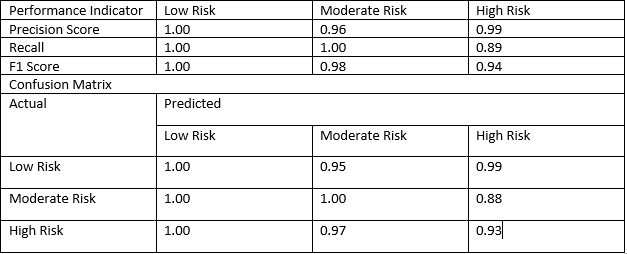 Performance Indicator Low Risk Moderate Risk High Risk
Precision Score 1.00 0.96 0.99
Recall 1.00 1.00 0.89
F1 Score 1.00 0.98 0.94
Confusion Matrix
Actual Predicted
Low Risk Moderate Risk High Risk
Low Risk 1.00 0.95 0.99
Moderate Risk 1.00 1.00 0.88
High Risk 1.00 0.97 0.93